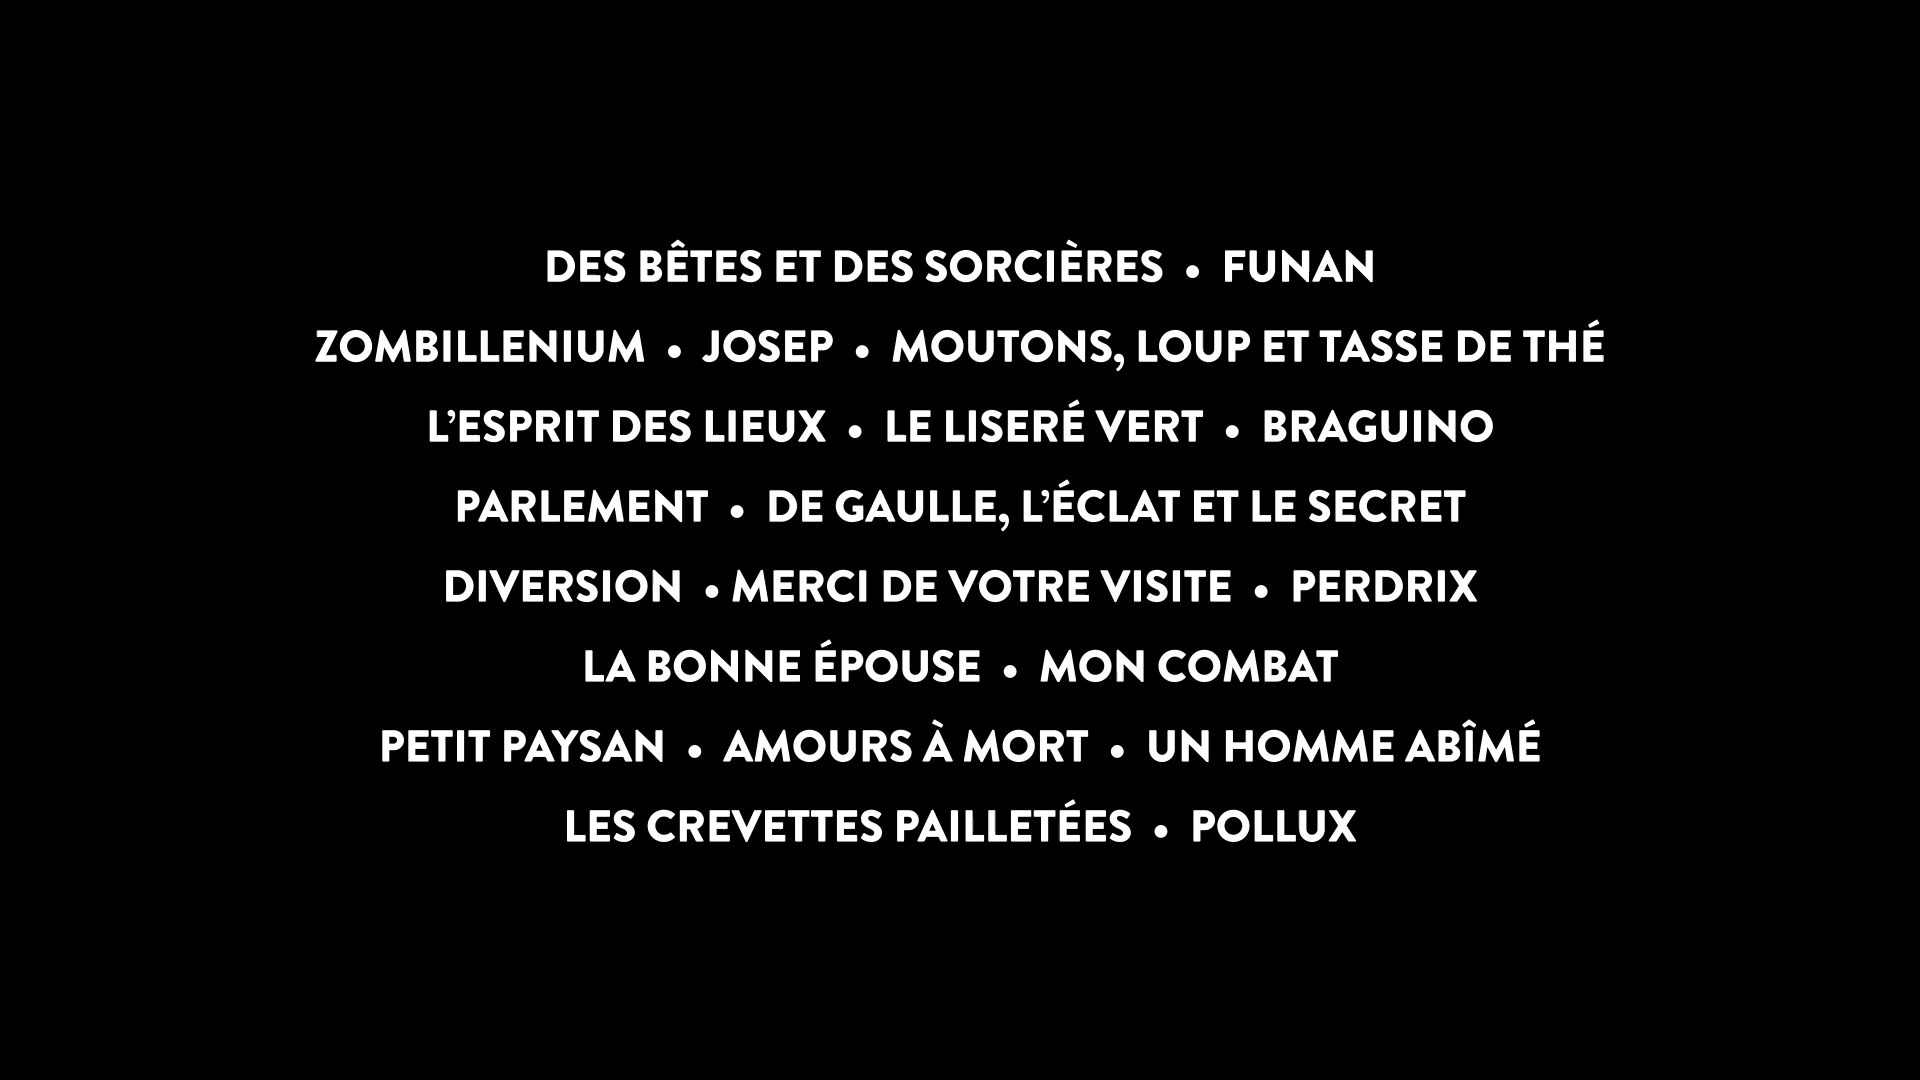 DES BÊTES ET DES SORCIÈRES • FUNAN
ZOMBILLENIUM • JOSEP • MOUTONS, LOUP ET TASSE DE THÉ
L’ESPRIT DES LIEUX • LE LISERÉ VERT • BRAGUINO
PARLEMENT • DE GAULLE, L’ÉCLAT ET LE SECRET
DIVERSION • MERCI DE VOTRE VISITE • PERDRIX
LA BONNE ÉPOUSE • MON COMBAT
PETIT PAYSAN • AMOURS À MORT • UN HOMME ABÎMÉ
LES CREVETTES PAILLETÉES • POLLUX